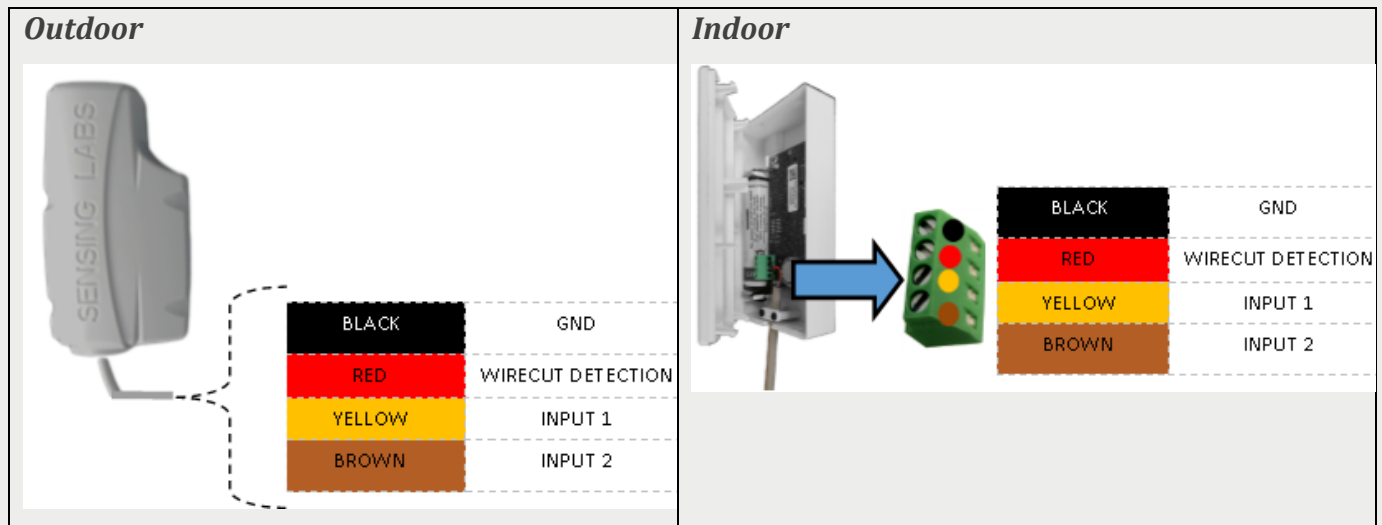 Outdoor
SENSING LABS
BLACK GND
RED WIRECUT DETECTION
YELLOW INPUT 1
BROWN INPUT 2
Indoor
BLACK GND
RED WIRECUT DETECTION
YELLOW INPUT 1
BROWN INPUT 2